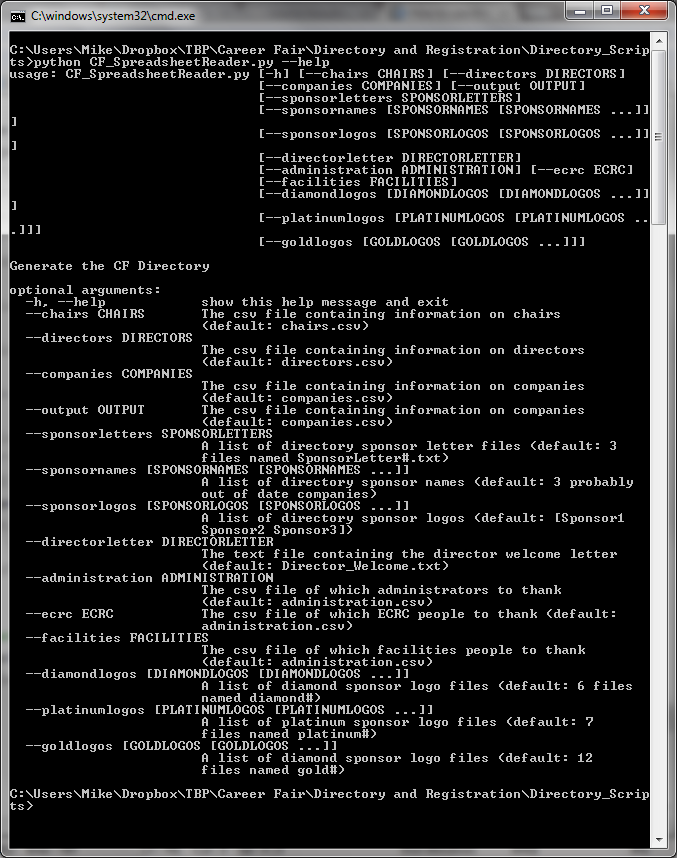 C:\windows\system32\cmd.exe
C:\Users\Mike\Dropbox\TBP\Career Fair\Directory and Registration\Directory_Scrip
ts>python CF_SpreadsheetReader.py --help
usage: CF_SpreadsheetReader.py [-h] [--chairs CHAIRS] [--directors DIRECTORS]
[--companies COMPANIES] [--output OUTPUT]
[--sponsorletters SPONSORLETTERS]
[--sponsornames [SPONSORNAMES [SPONSORNAMES ...]]
]
[--sponsorlogos [SPONSORLOGOS [SPONSORLOGOS ...]]
]
[--directorletter DIRECTORLETTER]
[--administration ADMINISTRATION] [--ecrc ECRC]
[--facilities FACILITIES]
[--diamondlogos [DIAMONDLOGOS [DIAMONDLOGOS ...]]
]
[--platinumlogos [PLATINUMLOGOS [PLATINUMLOGOS ..
.]]]
[--goldlogos [GOLDLOGOS [GOLDLOGOS ...]]]
Generate the CF Directory
optional arguments:
-h, --help show this help message and exit
--chairs CHAIRS The csv file containing information on chairs
(default: chairs.csv)
--directors DIRECTORS
The csv file containing information on directors
(default: directors.csv)
--companies COMPANIES
The csv file containing information on companies
(default: companies.csv)
--output OUTPUT The csv file containing information on companies
(default: companies.csv)
--sponsorletters SPONSORLETTERS
A list of directory sponsor letter files (default: 3
files named SponsorLetter#.txt)
--sponsornames [SPONSORNAMES [SPONSORNAMES ...]]
A list of directory sponsor names (default: 3 probably
out of date companies)
--sponsorlogos [SPONSORLOGOS [SPONSORLOGOS ...]]
A list of directory sponsor logos (default: [Sponsor1
Sponsor2 Sponsor3])
--directorletter DIRECTORLETTER
The text file containing the director welcome letter
(default: Director_Welcome.txt)
--administration ADMINISTRATION
The csv file of which administrators to thank
(default: administration.csv)
--ecrc ECRC The csv file of which ECRC people to thank (default:
administration.csv)
--facilities FACILITIES
The csv file of which facilities people to thank
(default: administration.csv)
--diamondlogos [DIAMONDLOGOS [DIAMONDLOGOS ...]]
A list of diamond sponsor logo files (default: 6 files
named diamond#)
--platinumlogos [PLATINUMLOGOS [PLATINUMLOGOS ...]]
A list of platinum sponsor logo files (default: 7
files named platinum#)
--goldlogos [GOLDLOGOS [GOLDLOGOS ...]]
A list of diamond sponsor logo files (default: 12
files named gold#)
C:\Users\Mike\Dropbox\TBP\Career Fair\Directory and Registration\Directory_Scrip
ts>